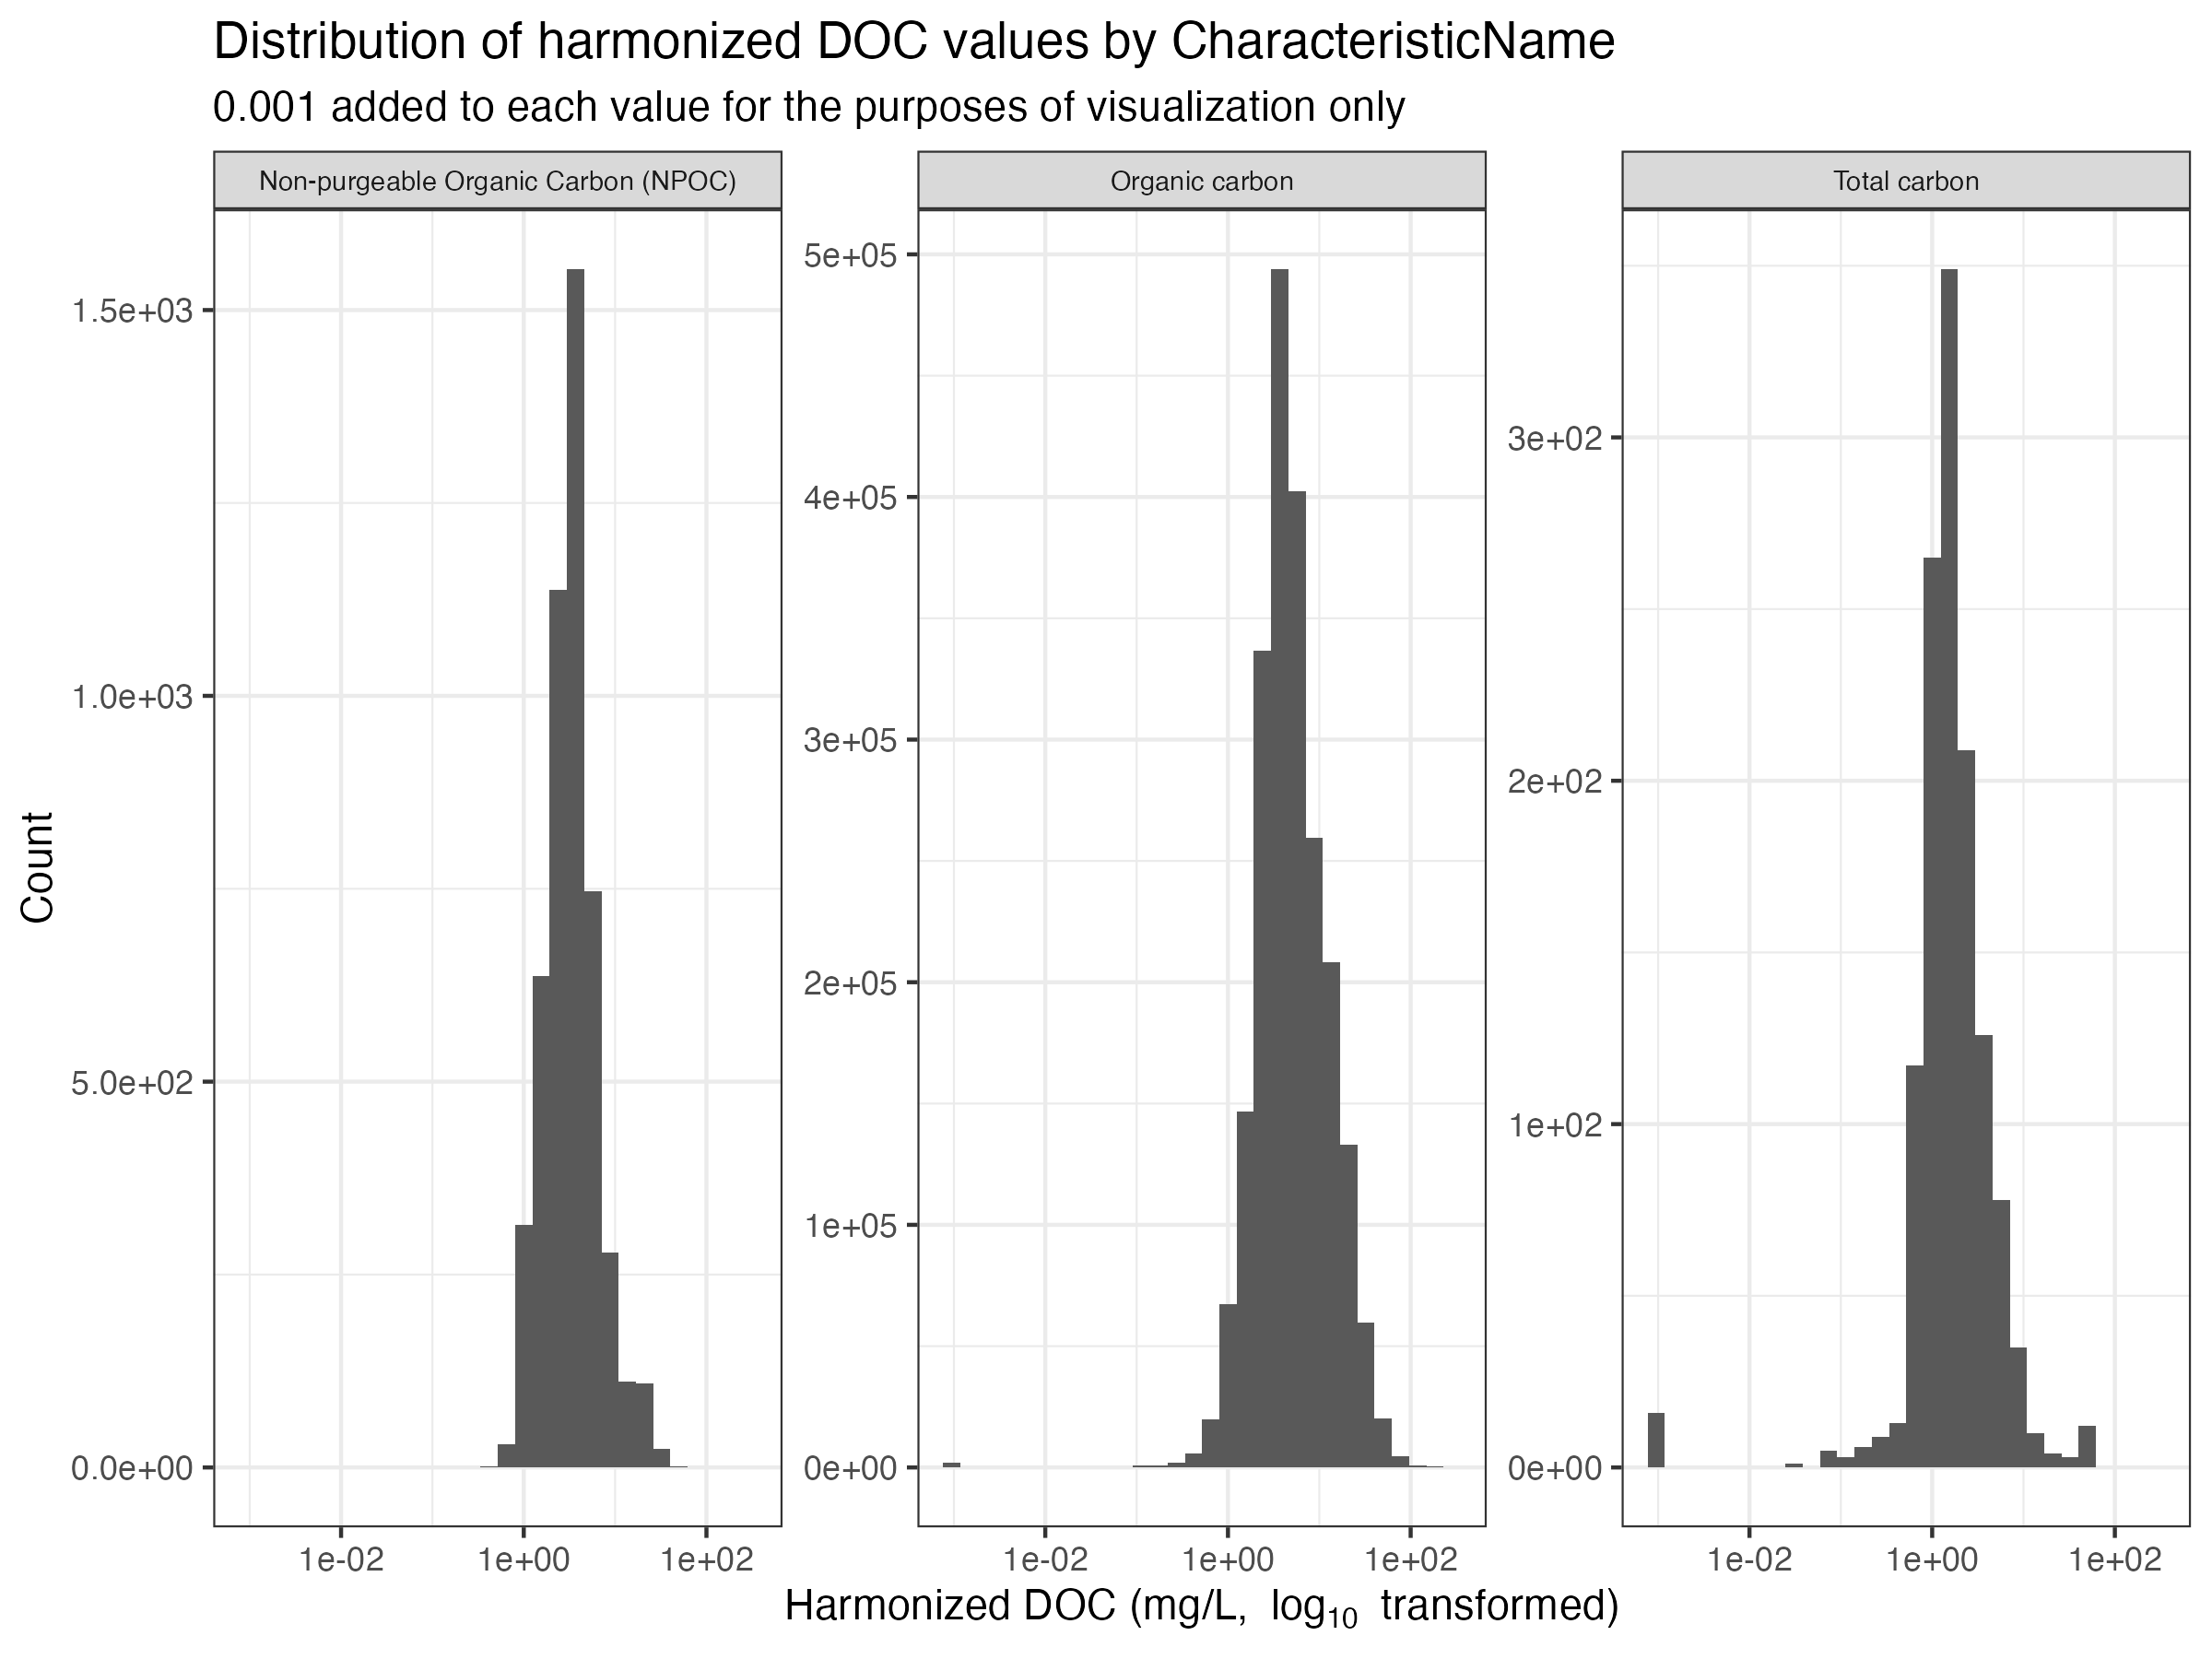 Distribution of harmonized DOC values by CharacteristicName
0.001 added to each value for the purposes of visualization only
Non-purgeable Organic Carbon (NPOC)
Organic carbon
Total carbon
Count
1.5e+03
1.0e+03
5.0e+02
0.0e+00
5e+05
4e+05
3e+05
2e+05
1e+05
0e+00
3e+02
2e+02
1e+02
0e+00
1e-02 1e+00 1e+02
1e-02 1e+00 1e+02
1e-02 1e+00 1e+02
Harmonized DOC (mg/L, log₁₀ transformed)